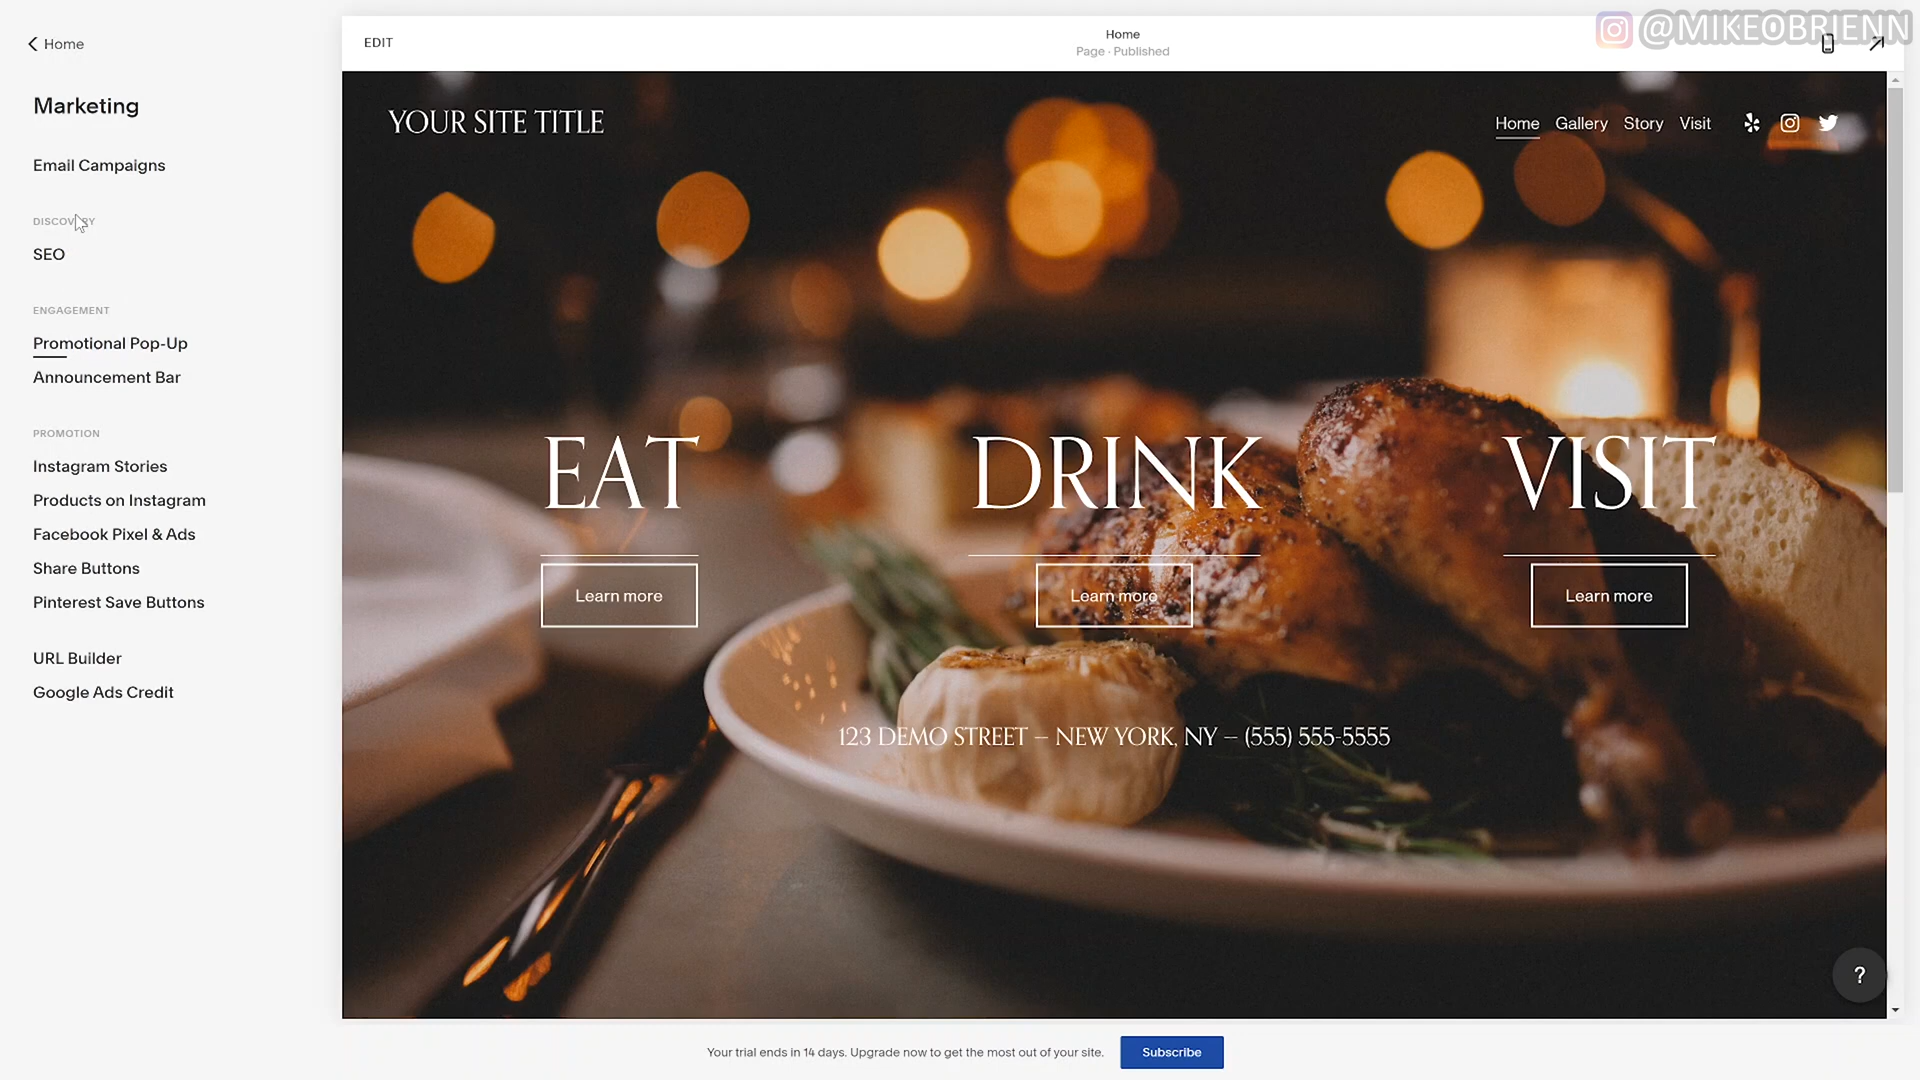 Home
Marketing
Email Campaigns
DISCOVERY
SEO
ENGAGEMENT
Promotional Pop-Up
Announcement Bar
PROMOTION
Instagram Stories
Products on Instagram
Facebook Pixel & Ads
Share Buttons
Pinterest Save Buttons
URL Builder
Google Ads Credit
EDIT
Home
Page · Published
@MIKEOBRIENN
YOUR SITE TITLE
Home Gallery Story Visit
EAT DRINK VISIT
Learn more Learn more Learn more
123 DEMO STREET – NEW YORK, NY – (555) 555-5555
?
Your trial ends in 14 days. Upgrade now to get the most out of your site. Subscribe